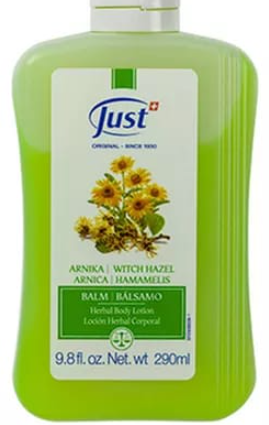 Just
ORIGINAL - SINCE 1930
ARNIKA | WITCH HAZEL
ARNICA | HAMAMELIS
BALM | BÁLSAMO
Herbal Body Lotion
Loción Herbal Corporal
9.8 fl. oz. Net. wt 290ml